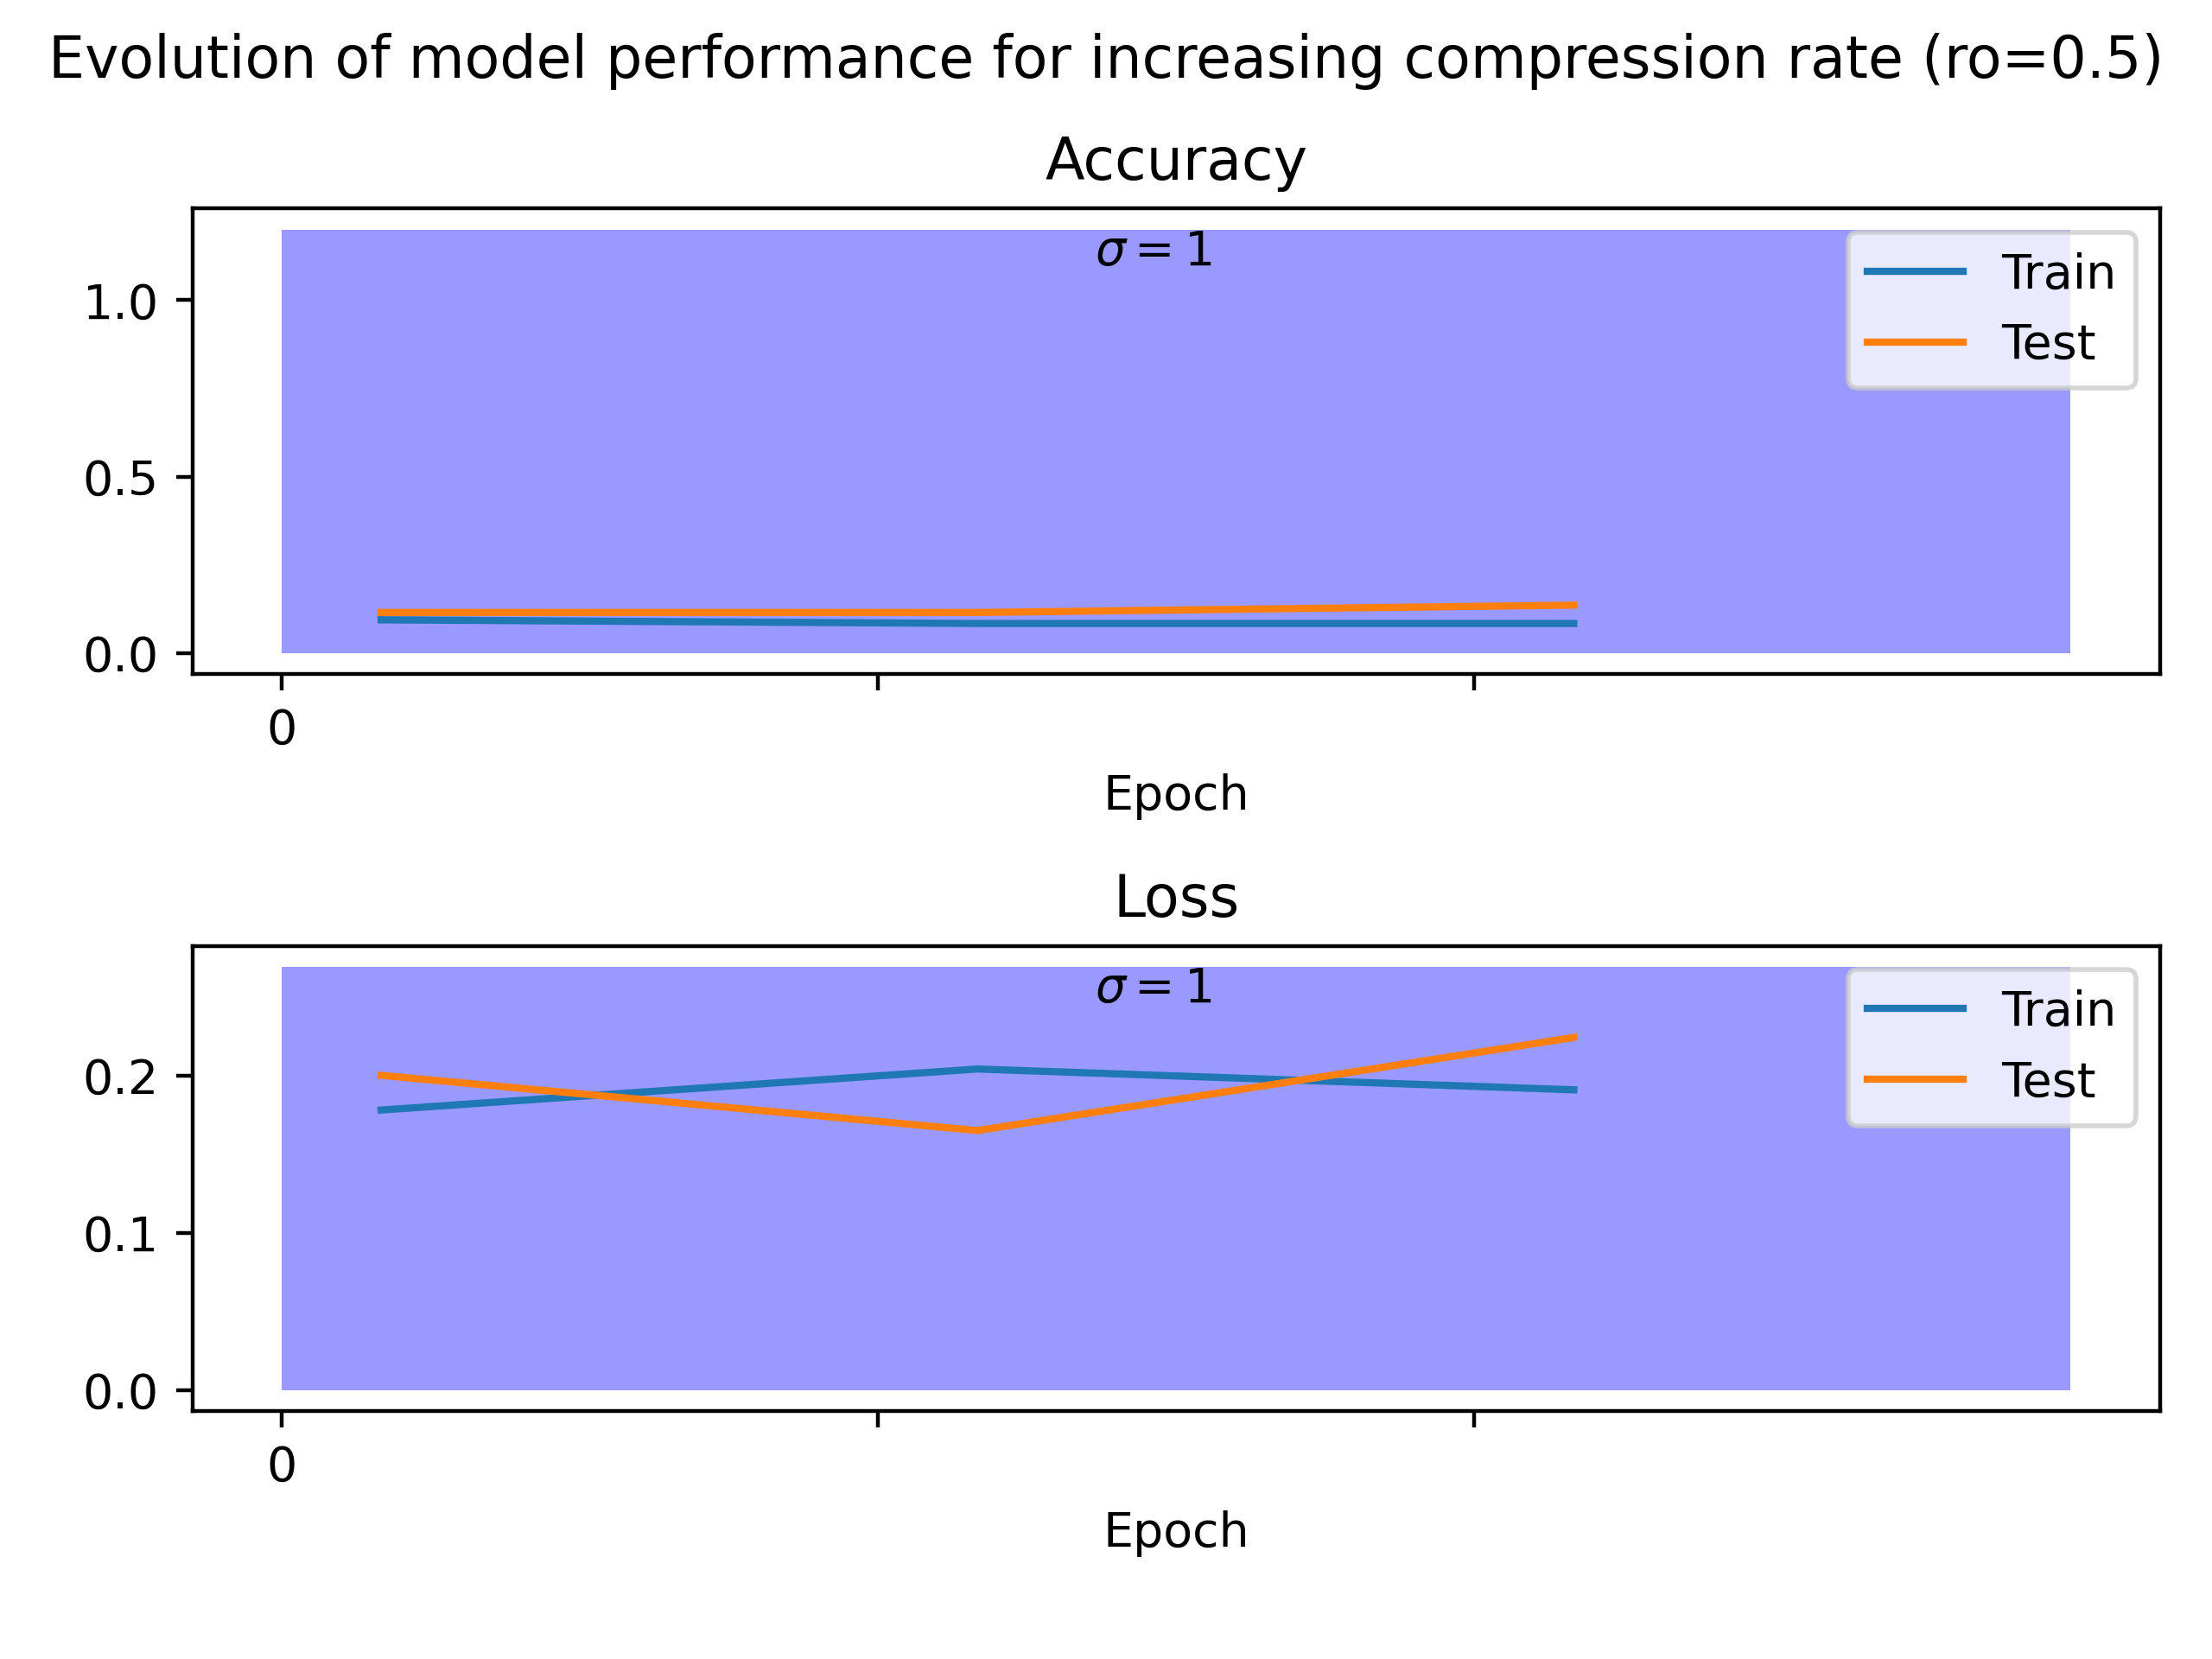 Evolution of model performance for increasing compression rate (ro=0.5)
Accuracy
σ = 1
Train
Test
1.0
0.5
0.0
0
Epoch
Loss
σ = 1
Train
Test
0.2
0.1
0.0
0
Epoch